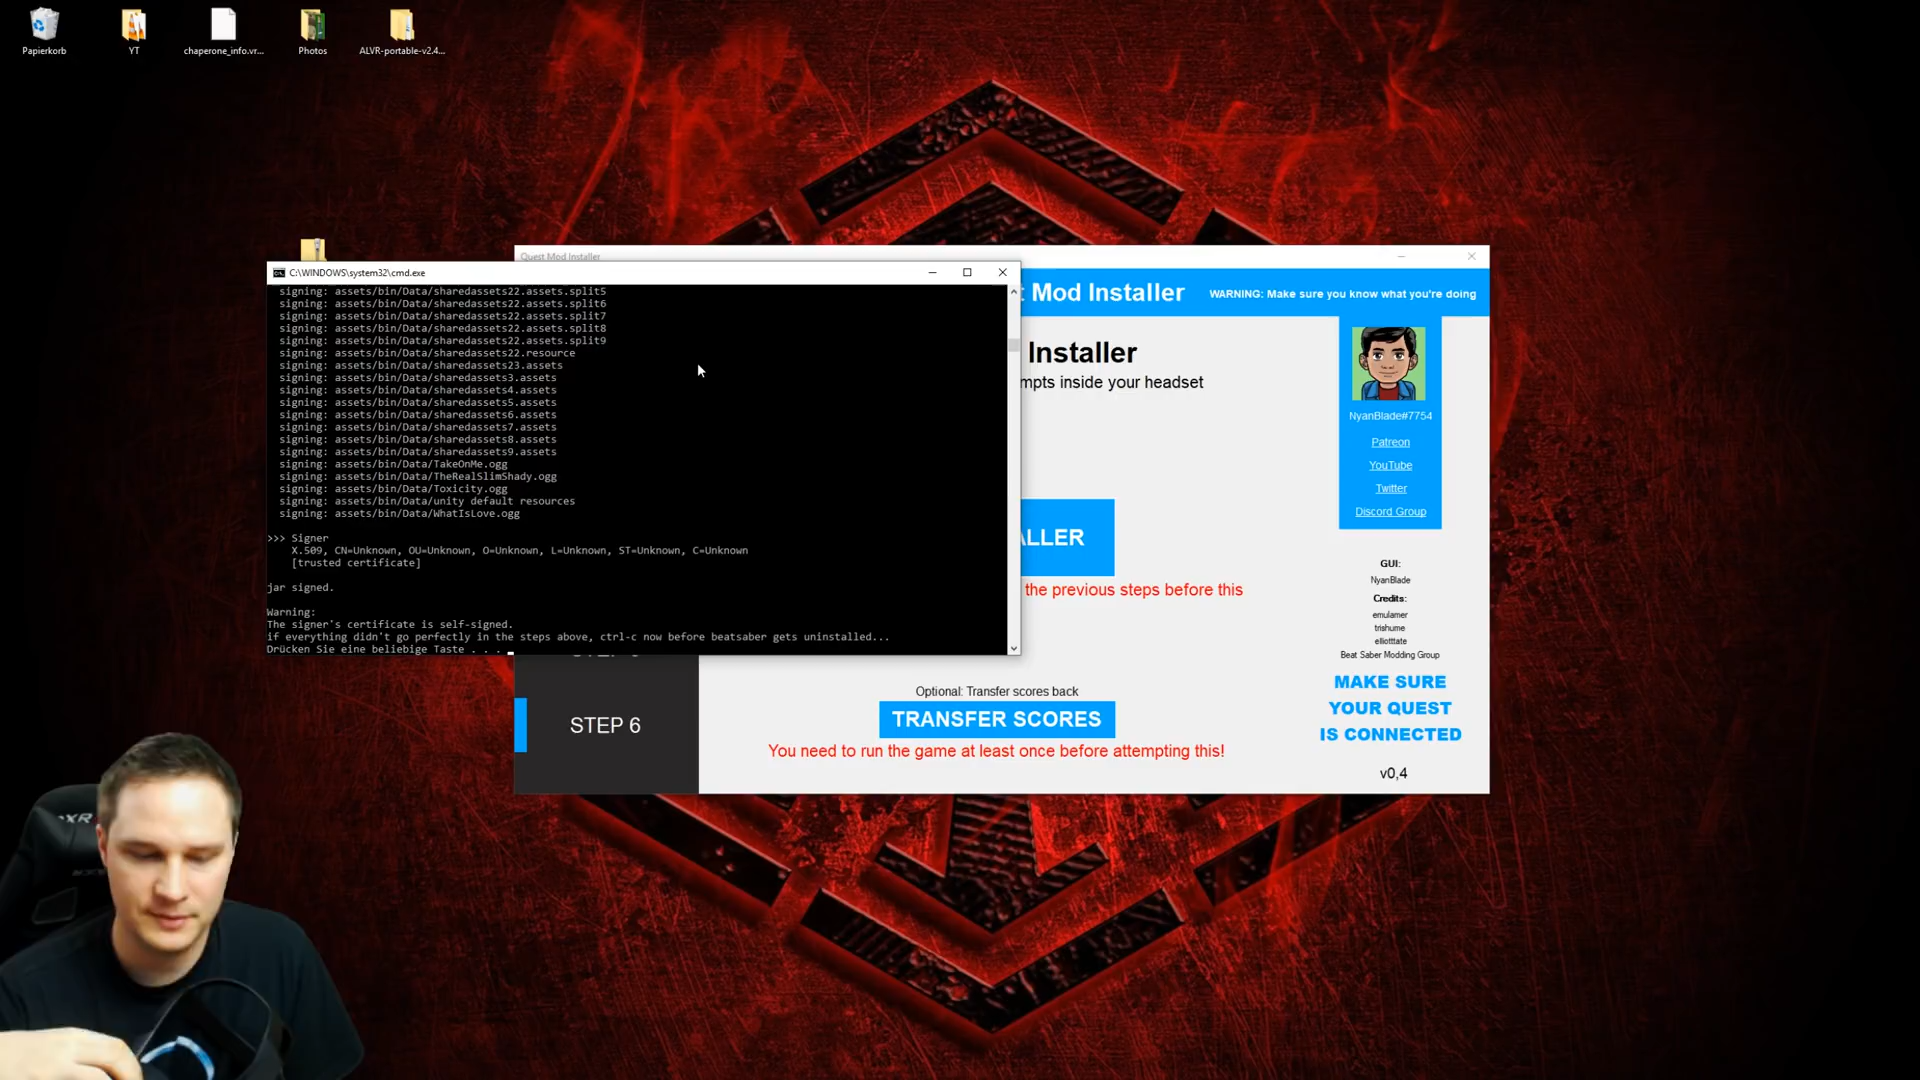 Papierkorb
YT
chaperone_info.vr...
Photos
ALVR-portable-v2.4...
Quest Mod Installer
C:\WINDOWS\system32\cmd.exe
signing: assets/bin/Data/sharedassets22.assets.split5
signing: assets/bin/Data/sharedassets22.assets.split6
signing: assets/bin/Data/sharedassets22.assets.split7
signing: assets/bin/Data/sharedassets22.assets.split8
signing: assets/bin/Data/sharedassets22.assets.split9
signing: assets/bin/Data/sharedassets22.resource
signing: assets/bin/Data/sharedassets23.assets
signing: assets/bin/Data/sharedassets3.assets
signing: assets/bin/Data/sharedassets4.assets
signing: assets/bin/Data/sharedassets5.assets
signing: assets/bin/Data/sharedassets6.assets
signing: assets/bin/Data/sharedassets7.assets
signing: assets/bin/Data/sharedassets8.assets
signing: assets/bin/Data/sharedassets9.assets
signing: assets/bin/Data/TakeOnMe.ogg
signing: assets/bin/Data/TheRealSlimShady.ogg
signing: assets/bin/Data/Toxicity.ogg
signing: assets/bin/Data/unity default resources
signing: assets/bin/Data/WhatIsLove.ogg
>>> Signer
X.509, CN=Unknown, OU=Unknown, O=Unknown, L=Unknown, ST=Unknown, C=Unknown
[trusted certificate]
jar signed.
Warning:
The signer's certificate is self-signed.
if everything didn't go perfectly in the steps above, ctrl-c now before beatsaber gets uninstalled...
Drücken Sie eine beliebige Taste . . .
t Mod Installer
WARNING: Make sure you know what you're doing
Installer
mpts inside your headset
ALLER
the previous steps before this
STEP 6
Optional: Transfer scores back
TRANSFER SCORES
You need to run the game at least once before attempting this!
NyanBlade#7754
Patreon
YouTube
Twitter
Discord Group
GUI:
NyanBlade
Credits:
emulamer
trishume
elliotttate
Beat Saber Modding Group
MAKE SURE
YOUR QUEST
IS CONNECTED
v0,4